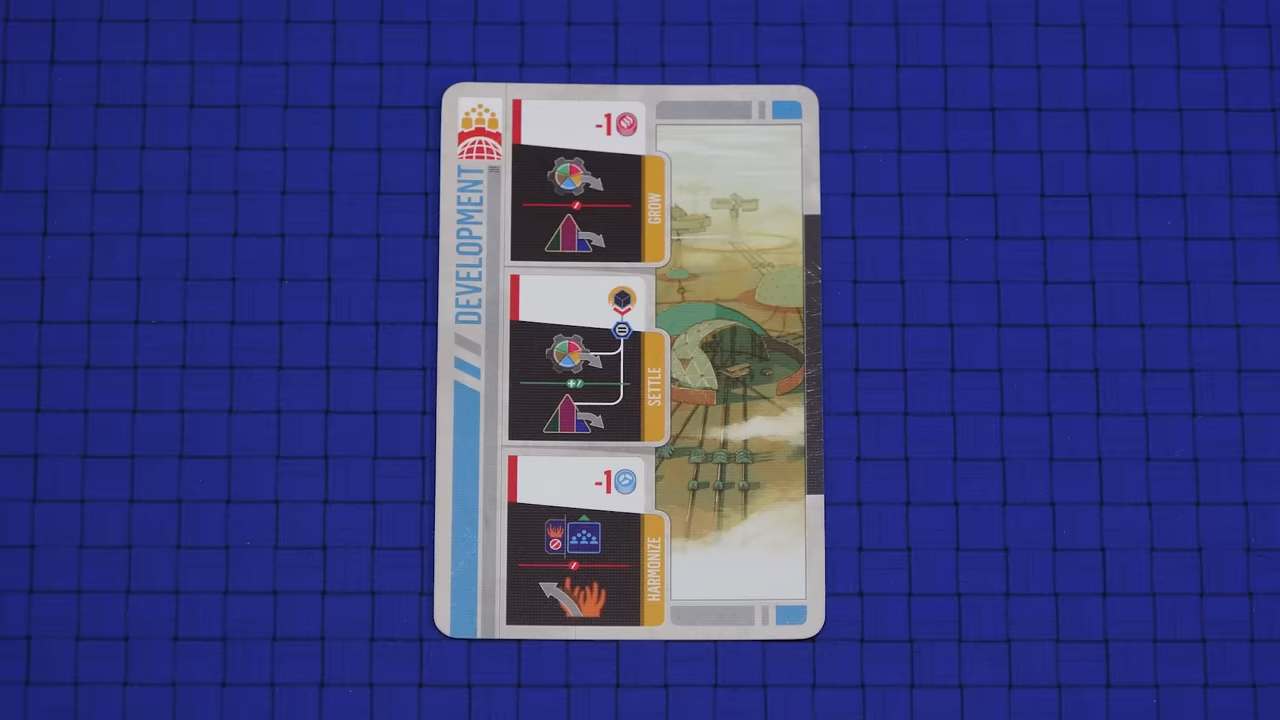 DEVELOPMENT
-1
GROW
SETTLE
-1
HARMONIZE